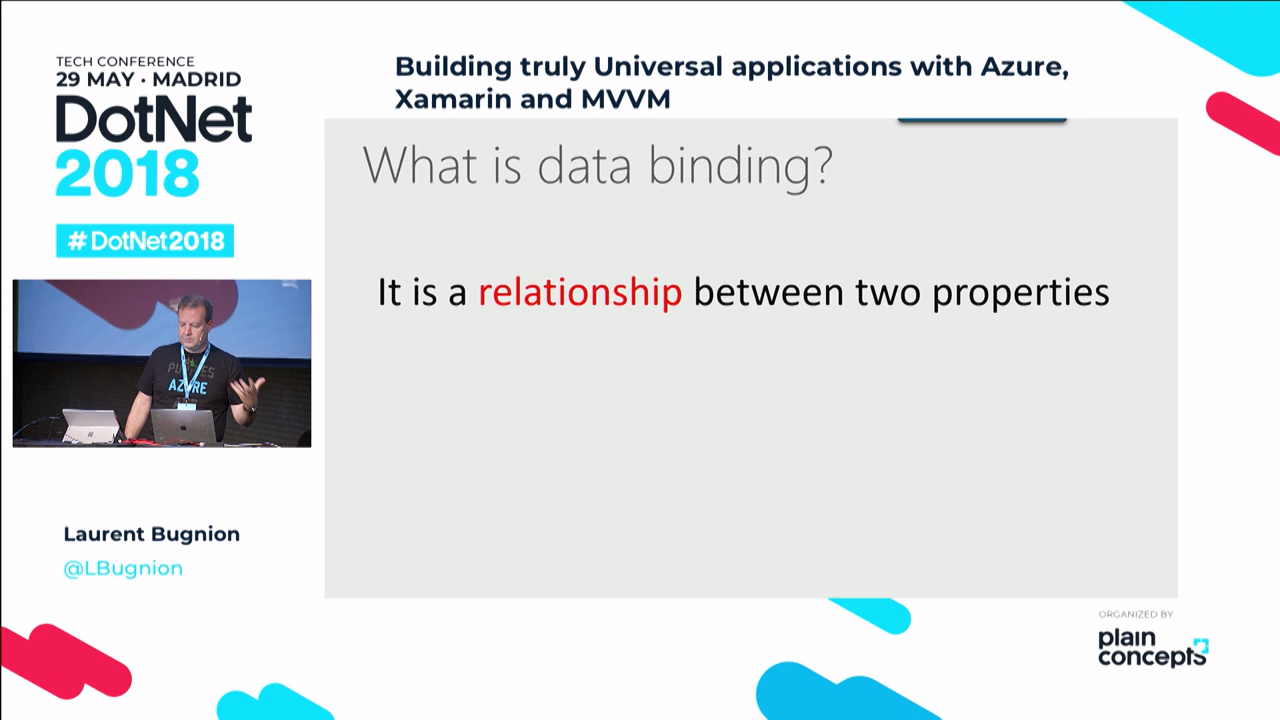 TECH CONFERENCE
29 MAY · MADRID
DotNet
2018
#DotNet2018
Building truly Universal applications with Azure,
Xamarin and MVVM
What is data binding?
It is a relationship between two properties
AZURE
Laurent Bugnion
@LBugnion
ORGANIZED BY
plain
concepts